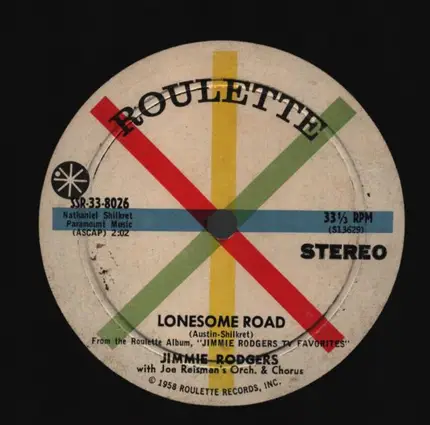 ROULETTE
SSR-33-8026
Nathaniel Shilkret
Paramount Music
(ASCAP) 2:02
33⅓ RPM
(S13629)
STEREO
LONESOME ROAD
(Austin-Shilkret)
From the Roulette Album, "JIMMIE RODGERS TV FAVORITES"
JIMMIE RODGERS
with Joe Reisman's Orch. & Chorus
© 1958 ROULETTE RECORDS, INC.